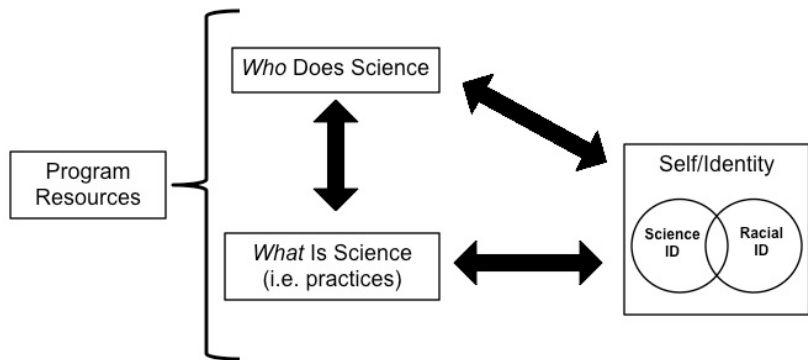 Who Does Science
Program
Resources
What Is Science
(i.e. practices)
Self/Identity
Science
ID
Racial
ID